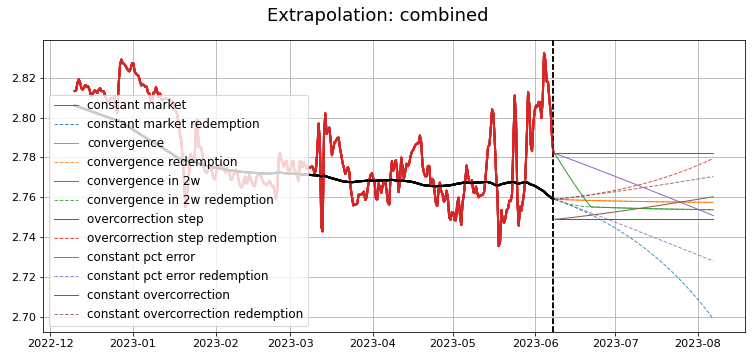 Extrapolation: combined
2.82
2.80
2.78
2.76
2.74
2.72
2.70
constant market
constant market redemption
convergence
convergence redemption
convergence in 2w
convergence in 2w redemption
overcorrection step
overcorrection step redemption
constant pct error
constant pct error redemption
constant overcorrection
constant overcorrection redemption
2022-12 2023-01 2023-02 2023-03 2023-04 2023-05 2023-06 2023-07 2023-08